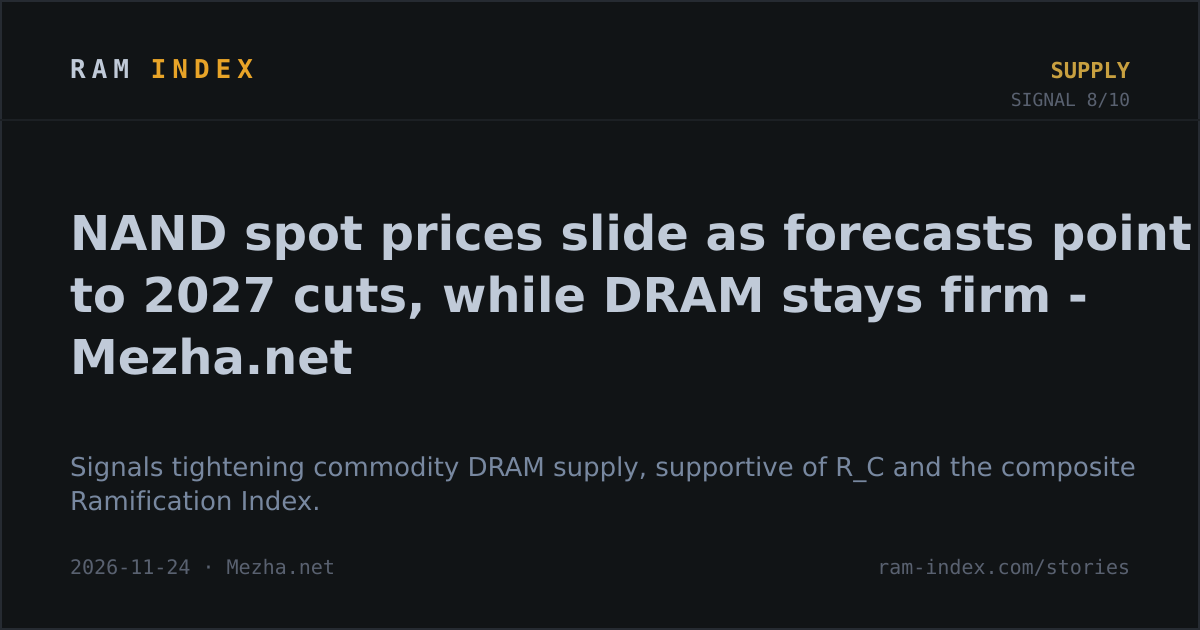 RAM INDEX
SUPPLY
SIGNAL 8/10
NAND spot prices slide as forecasts point
to 2027 cuts, while DRAM stays firm -
Mezha.net
Signals tightening commodity DRAM supply, supportive of R_C and the composite
Ramification Index.
2026-11-24 · Mezha.net
ram-index.com/stories